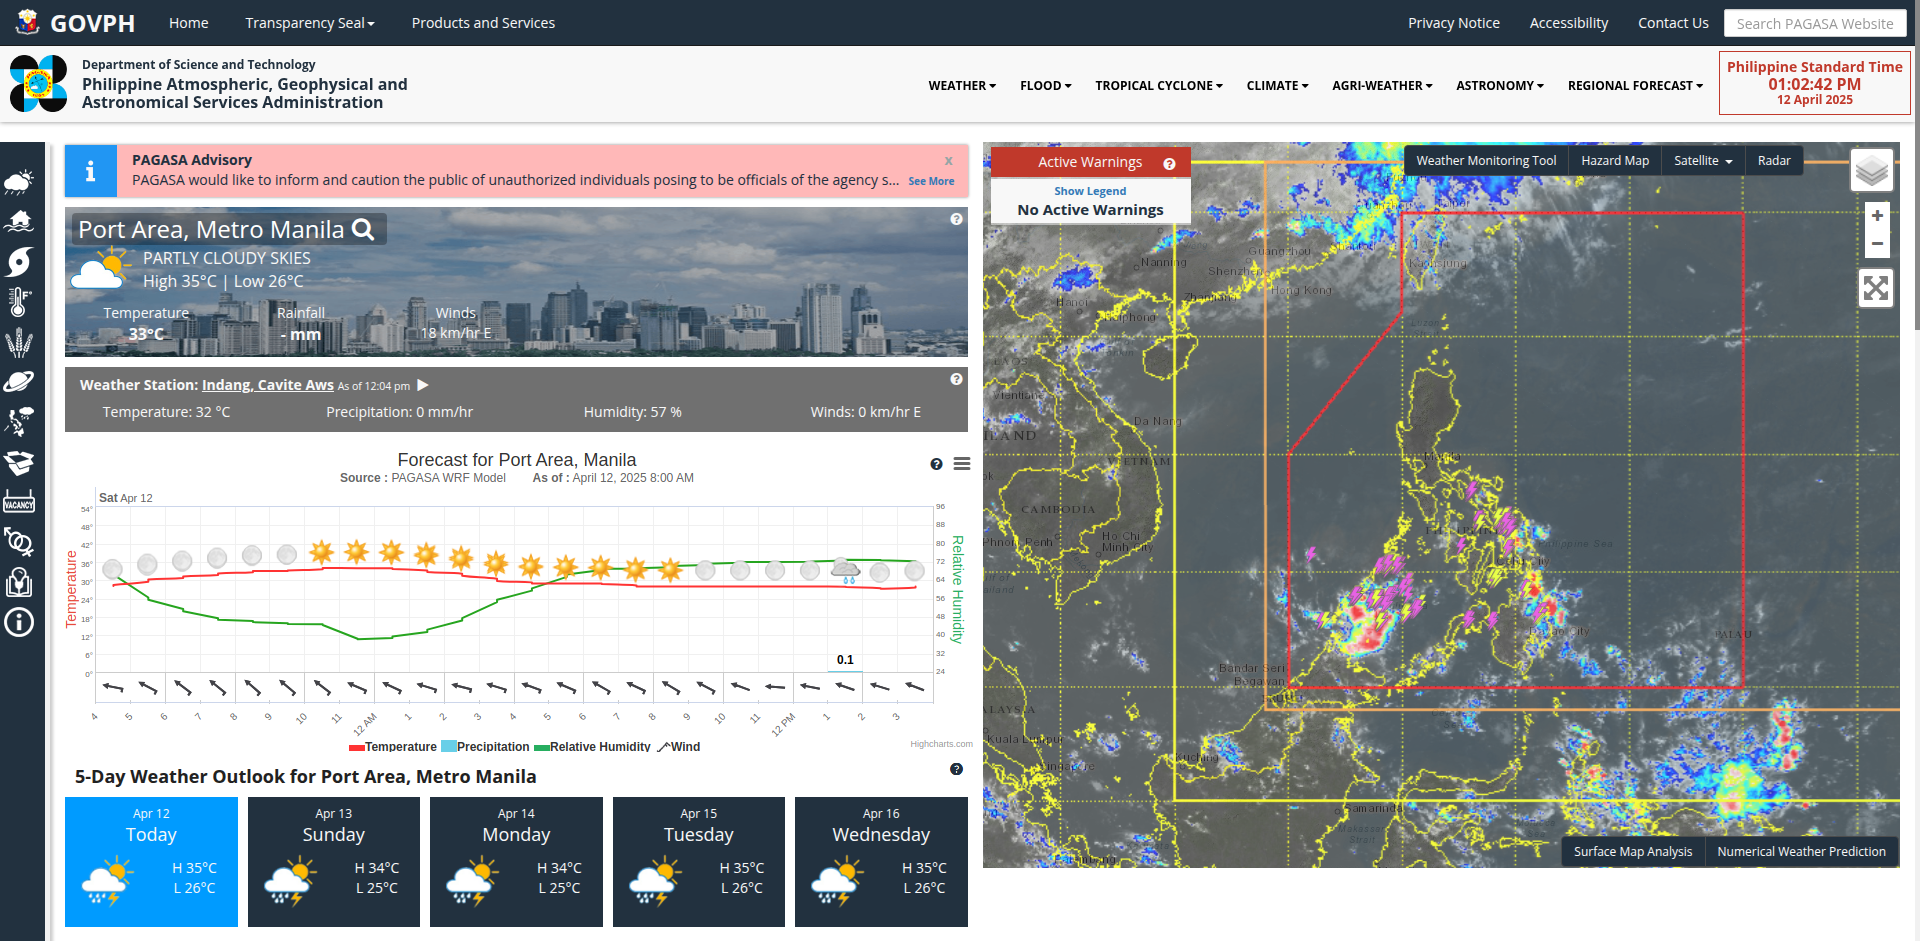 GOVPH
Home
Transparency Seal
Products and Services
Privacy Notice
Accessibility
Contact Us
Search PAGASA Website
Department of Science and Technology
Philippine Atmospheric, Geophysical and
Astronomical Services Administration
WEATHER
FLOOD
TROPICAL CYCLONE
CLIMATE
AGRI-WEATHER
ASTRONOMY
REGIONAL FORECAST
Philippine Standard Time
01:02:42 PM
12 April 2025
PAGASA Advisory
x
PAGASA would like to inform and caution the public of unauthorized individuals posing to be officials of the agency s... See More
Port Area, Metro Manila
PARTLY CLOUDY SKIES
High 35°C | Low 26°C
Temperature
33°C
Rainfall
- mm
Winds
18 km/hr E
Weather Station: Indang, Cavite Aws As of 12:04 pm
Temperature: 32 °C
Precipitation: 0 mm/hr
Humidity: 57 %
Winds: 0 km/hr E
Forecast for Port Area, Manila
Source : PAGASA WRF Model As of : April 12, 2025 8:00 AM
Sat Apr 12
Temperature
54°
48°
42°
36°
30°
24°
18°
12°
6°
0°
Relative Humidity
96
88
80
72
64
56
48
40
32
24
0.1
4 5 6 7 8 9 10 11 12 AM 1 2 3 4 5 6 7 8 9 10 11 12 PM 1 2 3
Temperature Precipitation Relative Humidity Wind
Highcharts.com
5-Day Weather Outlook for Port Area, Metro Manila
Apr 12
Today
H 35°C
L 26°C
Apr 13
Sunday
H 34°C
L 25°C
Apr 14
Monday
H 34°C
L 25°C
Apr 15
Tuesday
H 35°C
L 26°C
Apr 16
Wednesday
H 35°C
L 26°C
Active Warnings
Show Legend
No Active Warnings
Weather Monitoring Tool
Hazard Map
Satellite
Radar
+
−
Nanning
Guangzhou
Shenzhen
Hong Kong
Hanoi
Vientiane
Da Nang
VIETNAM
CAMBODIA
Phnom Penh
Ho Chi
Minh City
Philippine Sea
PALAU
Bandar Seri
Begawan
Kuala Lumpur
Kuching
Samarinda
Makassar
Strait
Surface Map Analysis
Numerical Weather Prediction
VACANCY